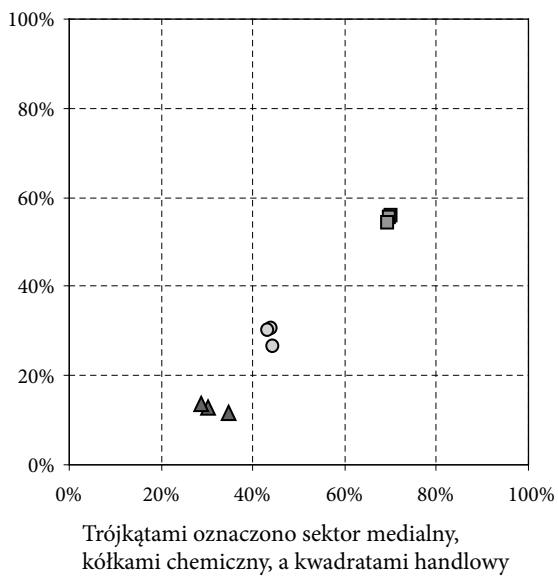 100%
80%
60%
40%
20%
0%
0% 20% 40% 60% 80% 100%
Trójkątami oznaczono sektor medialny,
kółkami chemiczny, a kwadratami handlowy